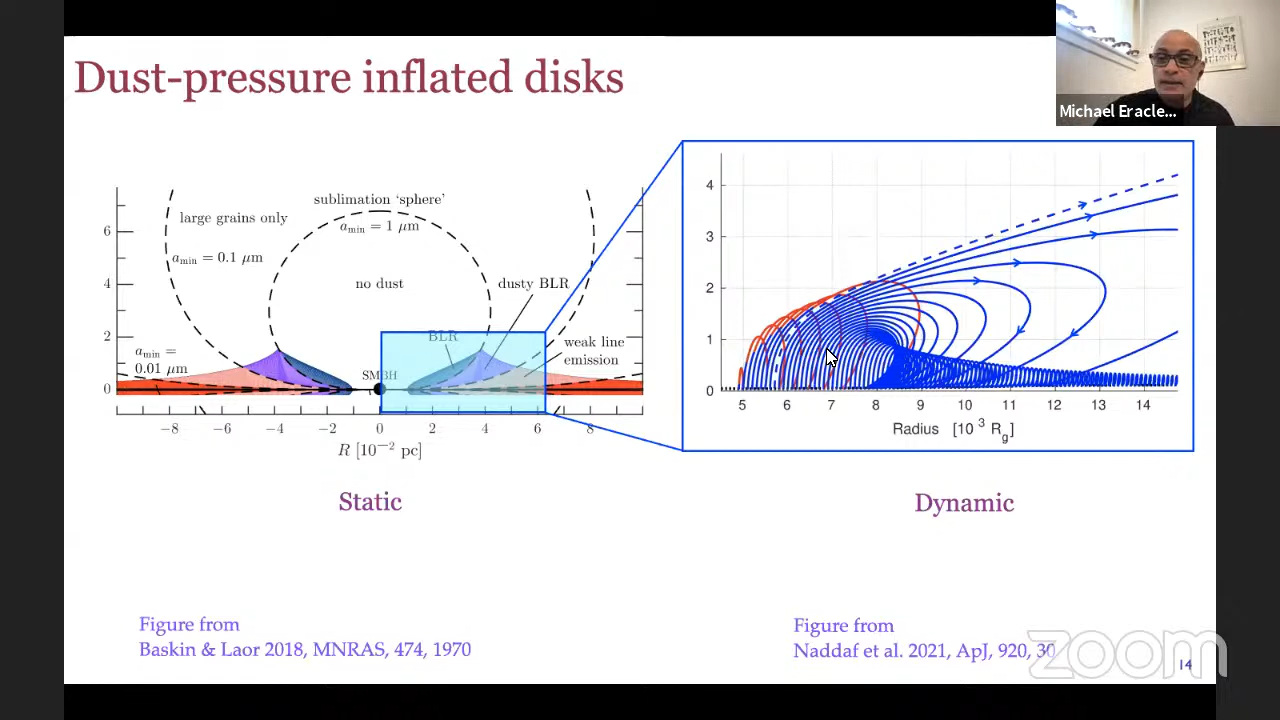 Dust-pressure inflated disks
Michael Eracle...
sublimation ‘sphere’
large grains only
a_min = 1 μm
a_min = 0.1 μm
no dust
dusty BLR
BLR
weak line
emission
a_min =
0.01 μm
SMBH
6
4
2
0
−8 −6 −4 −2 0 2 4 6 8
R [10⁻² pc]
4
3
2
1
0
5 6 7 8 9 10 11 12 13 14
Radius [10 ³ R_g]
Static
Dynamic
Figure from
Baskin & Laor 2018, MNRAS, 474, 1970
Figure from
Naddaf et al. 2021, ApJ, 920, 30
zoom
14